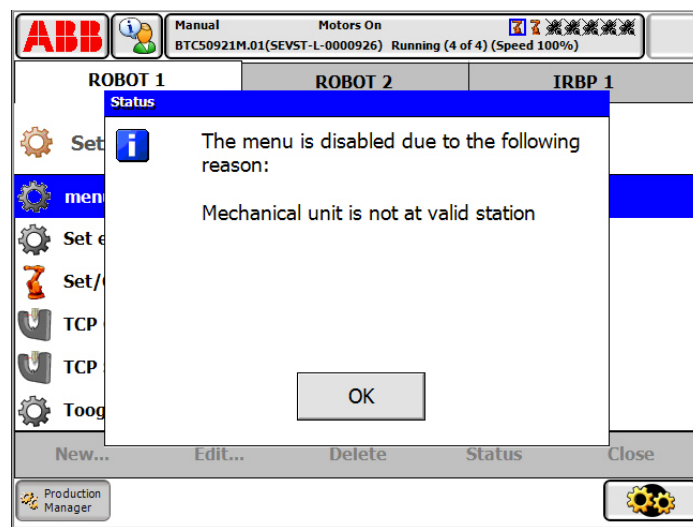 ABB
Manual Motors On
BTC50921M.01(SEVST-L-0000926) Running (4 of 4) (Speed 100%)
ROBOT 1 ROBOT 2 IRBP 1
Status
Set
The menu is disabled due to the following
reason:
men
Mechanical unit is not at valid station
Set e
Set/
TCP
TCP
Toog
OK
New... Edit... Delete Status Close
Production
Manager